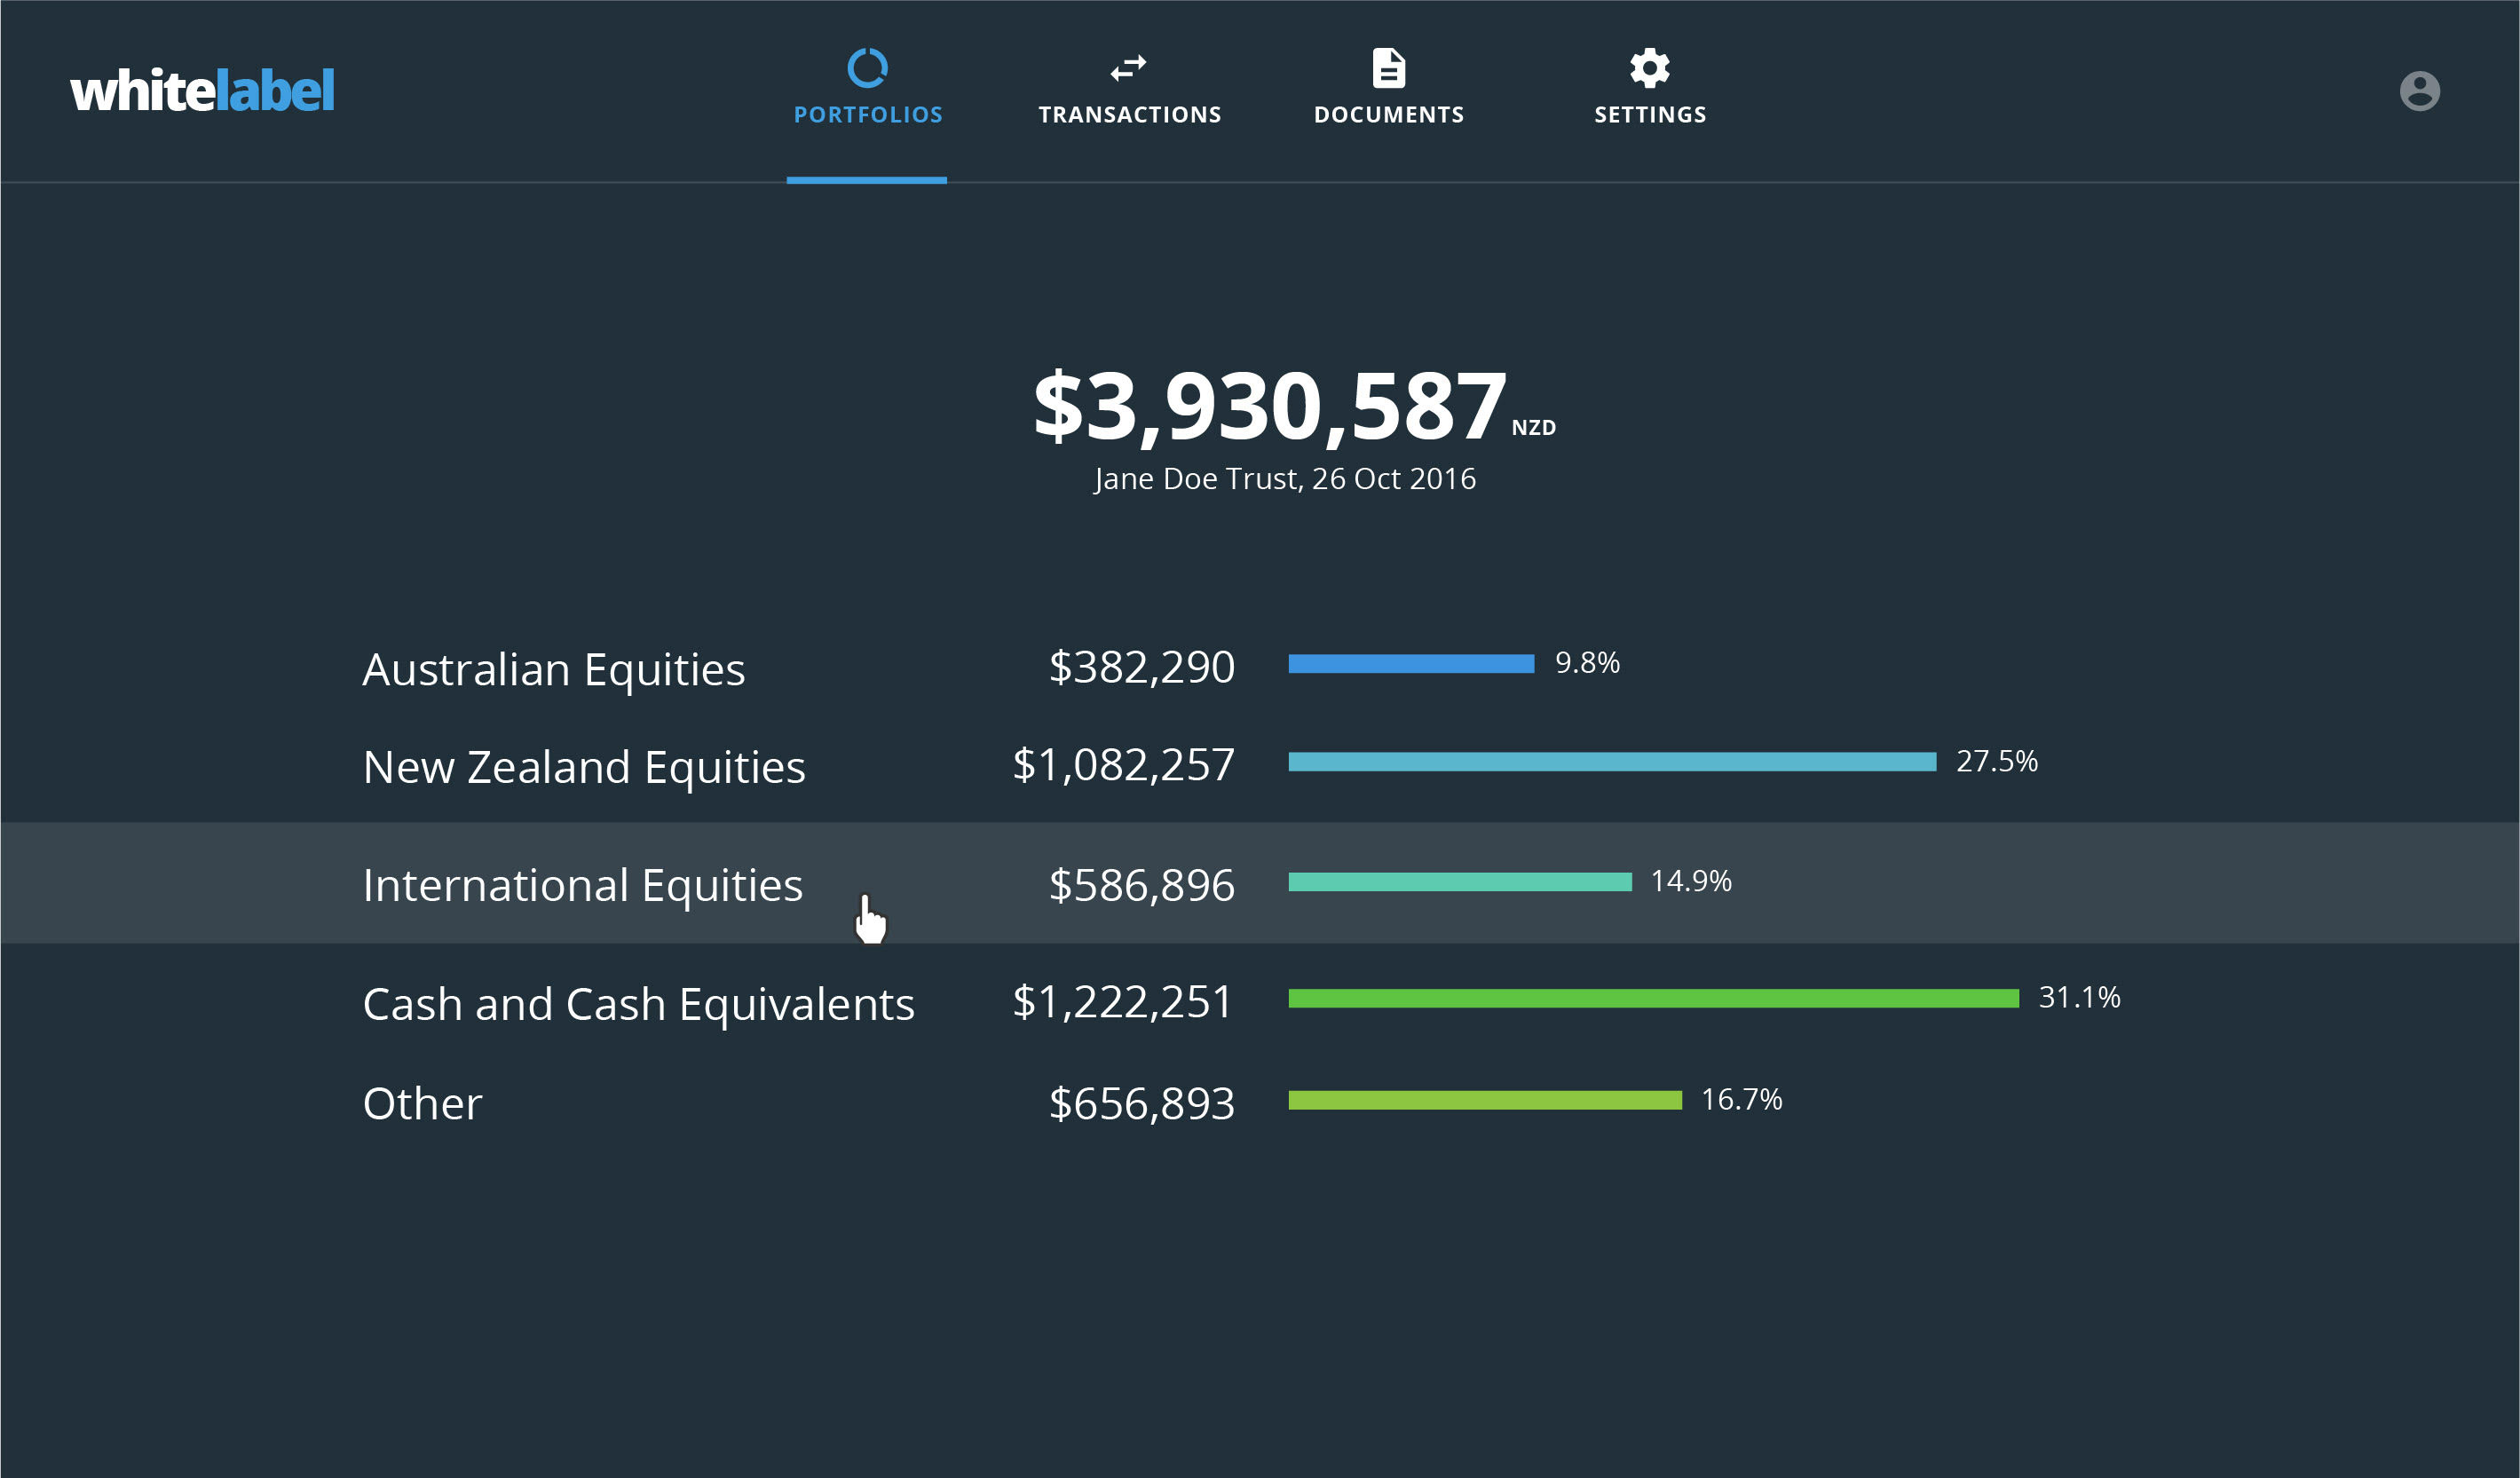 whitelabel
PORTFOLIOS
TRANSACTIONS
DOCUMENTS
SETTINGS
$3,930,587 NZD
Jane Doe Trust, 26 Oct 2016
Australian Equities $382,290 9.8%
New Zealand Equities $1,082,257 27.5%
International Equities $586,896 14.9%
Cash and Cash Equivalents $1,222,251 31.1%
Other $656,893 16.7%